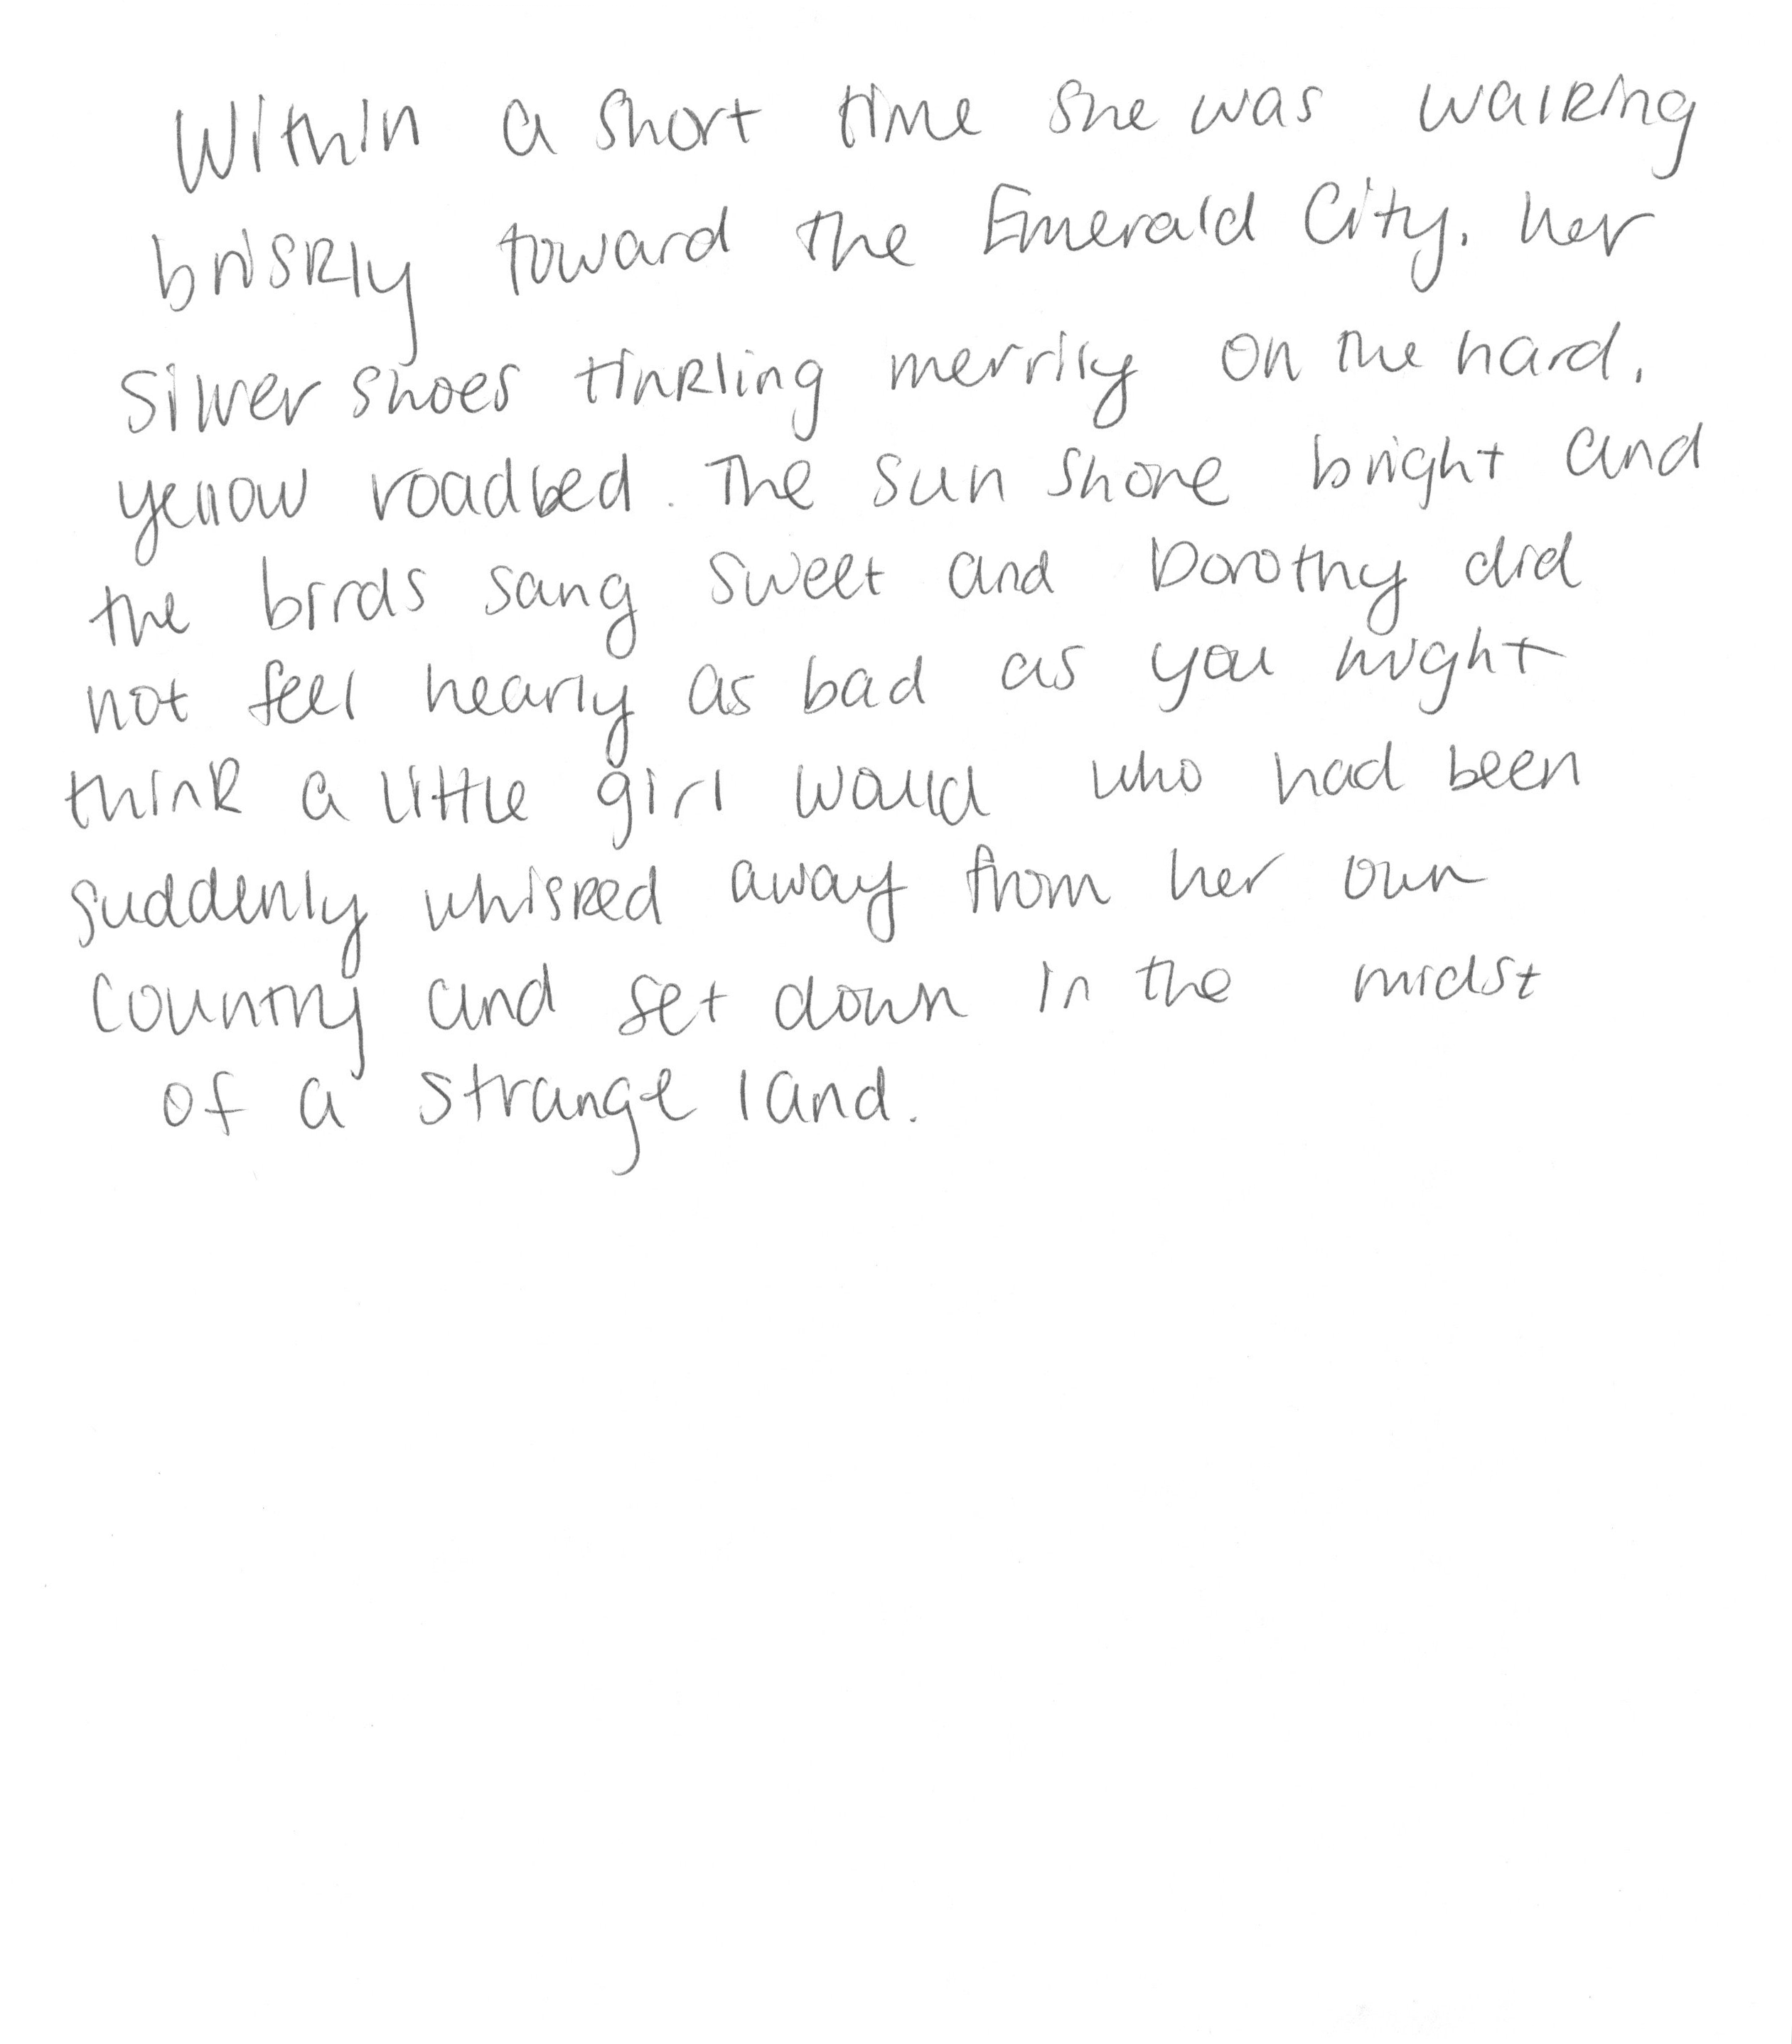 Within a short time she was walking
briskly toward the Emerald City, her
silver shoes tinkling merrily on the hard,
yellow roadbed. The sun shone bright and
the birds sang sweet and Dorothy did
not feel nearly as bad as you might
think a little girl would who had been
suddenly whisked away from her own
country and set down in the midst
of a strange land.